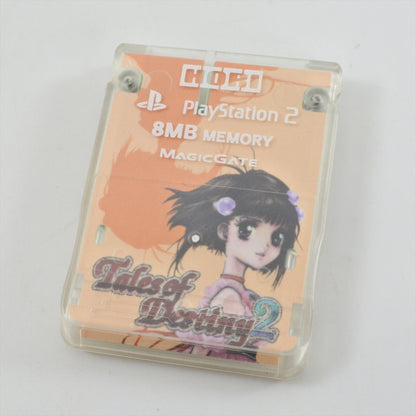 HORI
PlayStation 2
8MB MEMORY
MAGICGATE
Tales of
Destiny 2